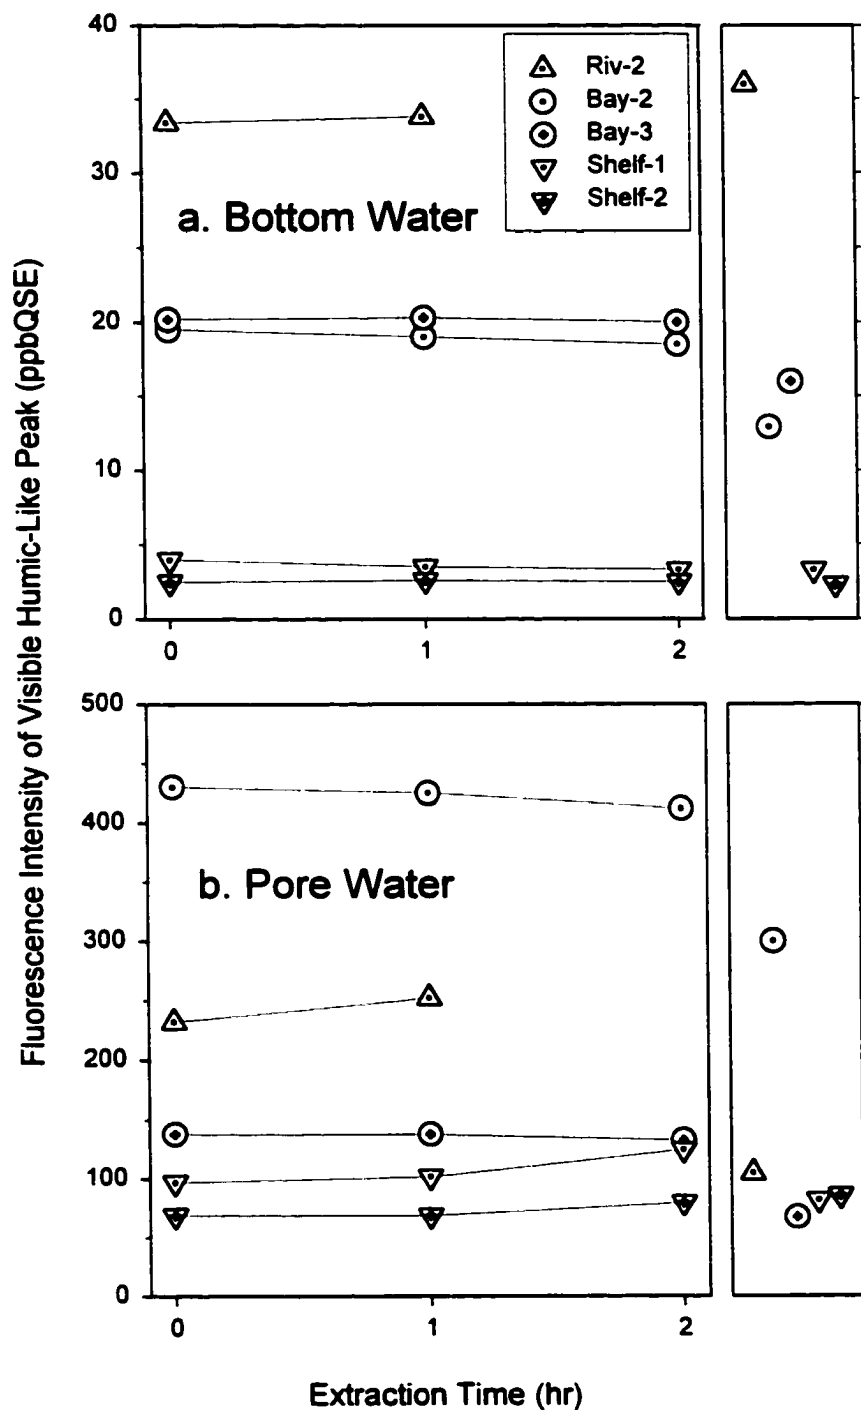 Fluorescence Intensity of Visible Humic-Like Peak (ppbQSE)
40
30
20
10
0
Riv-2
Bay-2
Bay-3
Shelf-1
Shelf-2
a. Bottom Water
0 1 2
500
400
300
200
100
0
b. Pore Water
0 1 2
Extraction Time (hr)